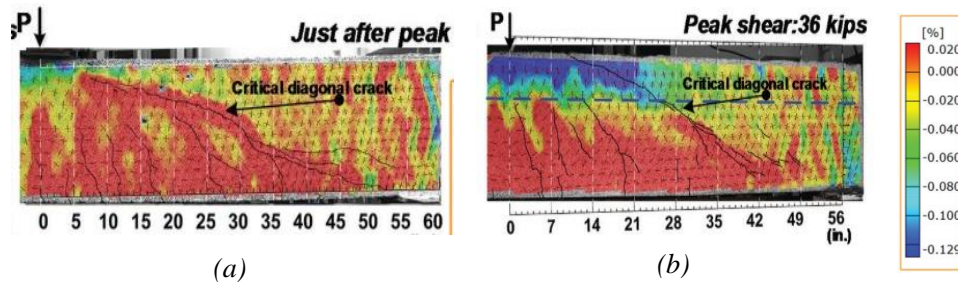 P
Just after peak
Critical diagonal crack
0 5 10 15 20 25 30 35 40 45 50 55 60
(a)
P
Peak shear:36 kips
Critical diagonal crack
0 7 14 21 28 35 42 49 56
(in.)
(b)
[%]
0.020
0.000
-0.020
-0.040
-0.060
-0.080
-0.100
-0.129